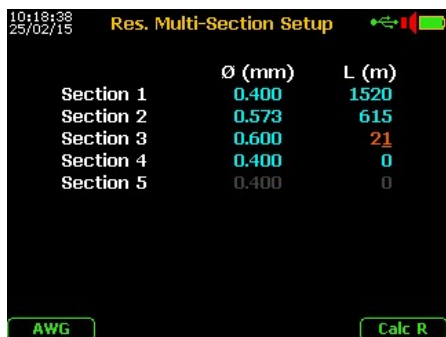 10:18:38
25/02/15
Res. Multi-Section Setup
Ø (mm) L (m)
Section 1 0.400 1520
Section 2 0.573 615
Section 3 0.600 21
Section 4 0.400 0
Section 5 0.400 0
AWG Calc R